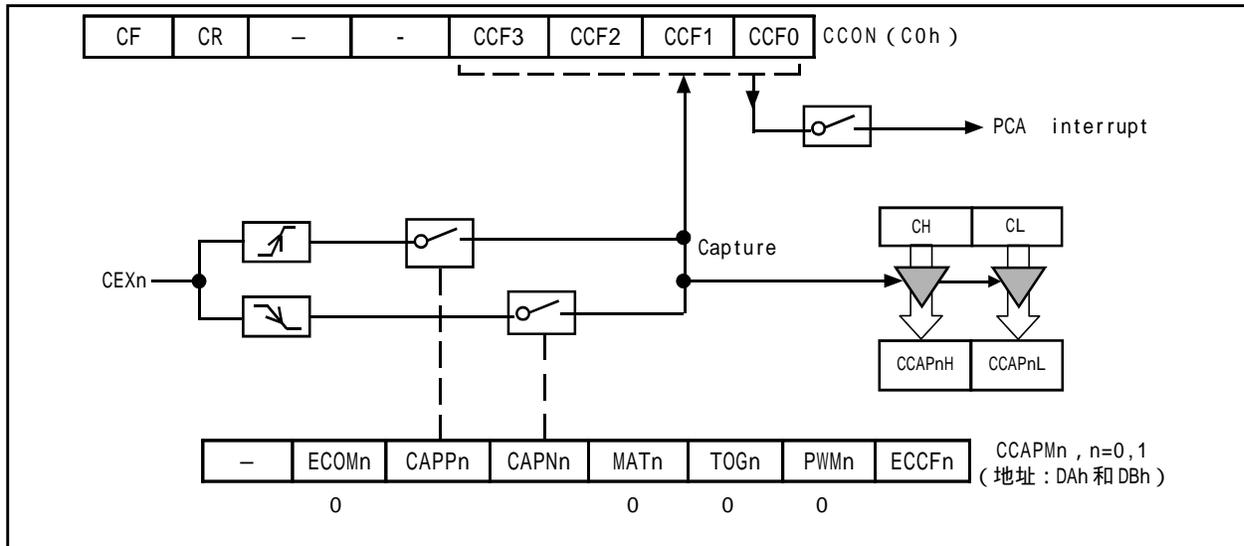 CF CR — - CCF3 CCF2 CCF1 CCF0 CCON（C0h）
PCA interrupt
CH CL
Capture
CEXn
CCAPnH CCAPnL
— ECOMn CAPPn CAPNn MATn TOGn PWMn ECCFn CCAPMn，n=0,1
（地址：DAh和DBh）
0 0 0 0